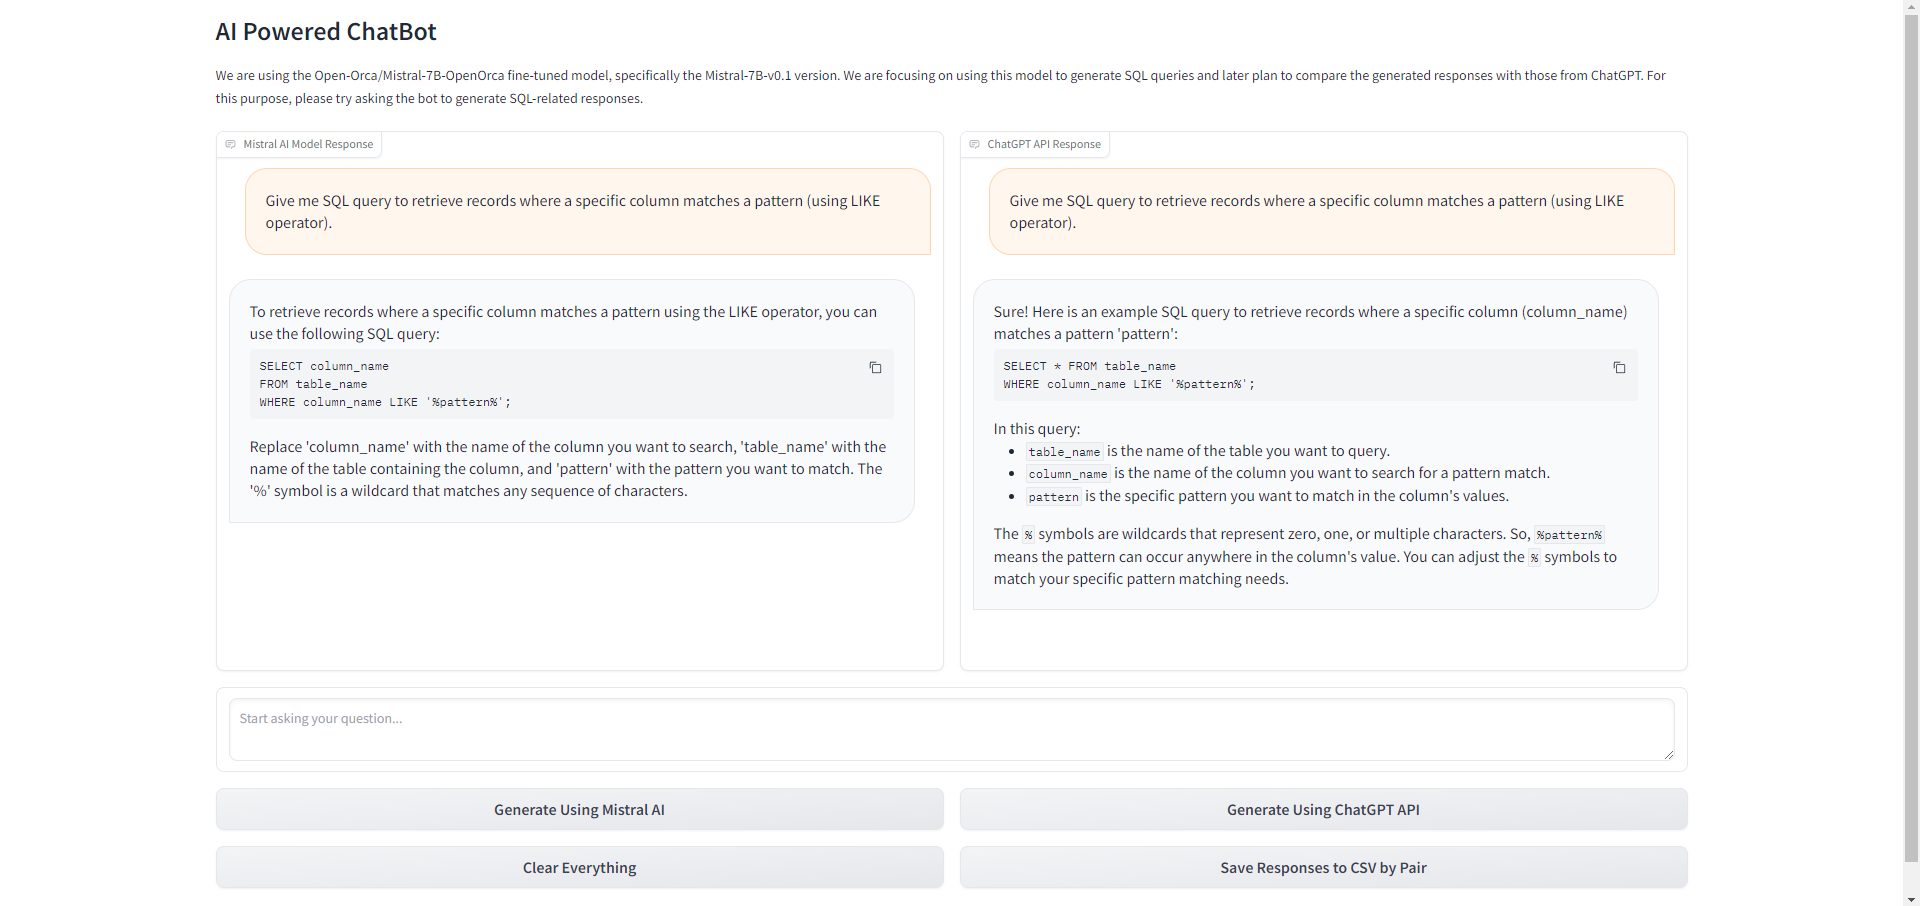 AI Powered ChatBot
We are using the Open-Orca/Mistral-7B-OpenOrca fine-tuned model, specifically the Mistral-7B-v0.1 version. We are focusing on using this model to generate SQL queries and later plan to compare the generated responses with those from ChatGPT. For
this purpose, please try asking the bot to generate SQL-related responses.
Mistral AI Model Response
Give me SQL query to retrieve records where a specific column matches a pattern (using LIKE
operator).
To retrieve records where a specific column matches a pattern using the LIKE operator, you can
use the following SQL query:
SELECT column_name
FROM table_name
WHERE column_name LIKE '%pattern%';
Replace 'column_name' with the name of the column you want to search, 'table_name' with the
name of the table containing the column, and 'pattern' with the pattern you want to match. The
'%' symbol is a wildcard that matches any sequence of characters.
ChatGPT API Response
Give me SQL query to retrieve records where a specific column matches a pattern (using LIKE
operator).
Sure! Here is an example SQL query to retrieve records where a specific column (column_name)
matches a pattern 'pattern':
SELECT * FROM table_name
WHERE column_name LIKE '%pattern%';
In this query:
• table_name is the name of the table you want to query.
• column_name is the name of the column you want to search for a pattern match.
• pattern is the specific pattern you want to match in the column's values.
The % symbols are wildcards that represent zero, one, or multiple characters. So, %pattern%
means the pattern can occur anywhere in the column's value. You can adjust the % symbols to
match your specific pattern matching needs.
Start asking your question...
Generate Using Mistral AI
Generate Using ChatGPT API
Clear Everything
Save Responses to CSV by Pair